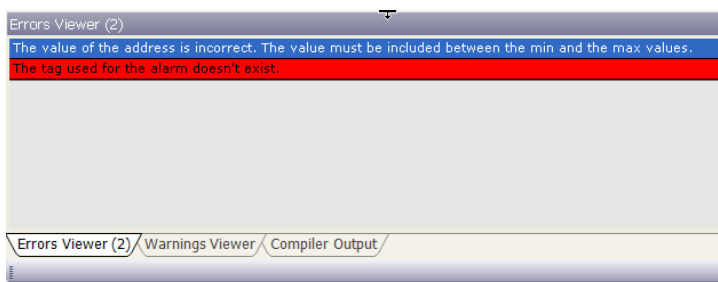 Errors Viewer (2)
The value of the address is incorrect. The value must be included between the min and the max values.
The tag used for the alarm doesn't exist.
Errors Viewer (2) Warnings Viewer Compiler Output